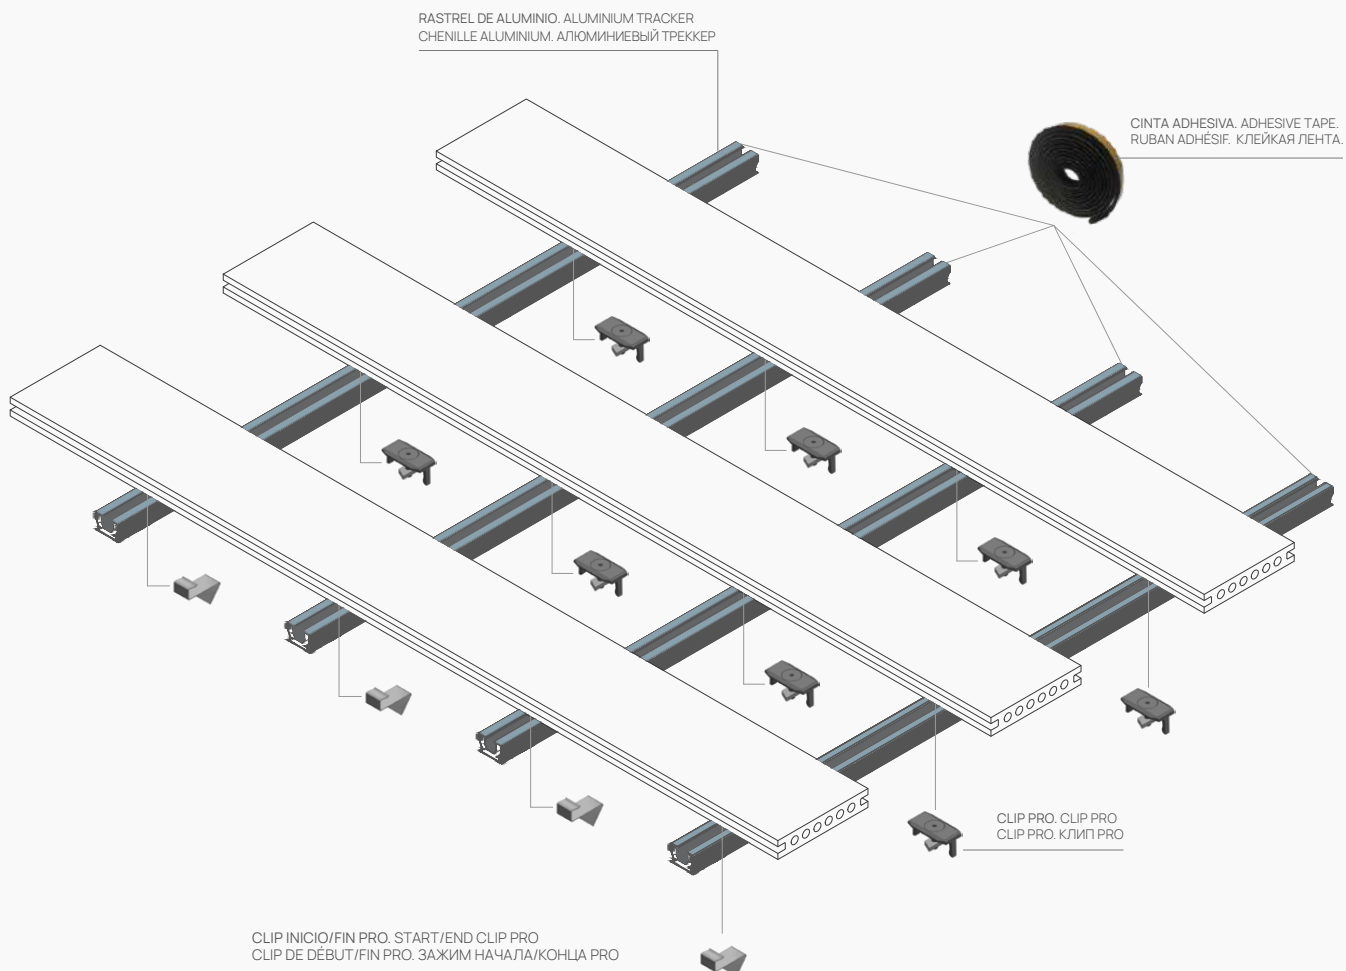 RASTREL DE ALUMINIO. ALUMINIUM TRACKER
CHENILLE ALUMINIUM. АЛЮМИНИЕВЫЙ ТРЕККЕР
CINTA ADHESIVA. ADHESIVE TAPE.
RUBAN ADHÉSIF. КЛЕЙКАЯ ЛЕНТА.
CLIP PRO. CLIP PRO
CLIP PRO. КЛИП PRO
CLIP INICIO/FIN PRO. START/END CLIP PRO
CLIP DE DÉBUT/FIN PRO. ЗАЖИМ НАЧАЛА/КОНЦА PRO